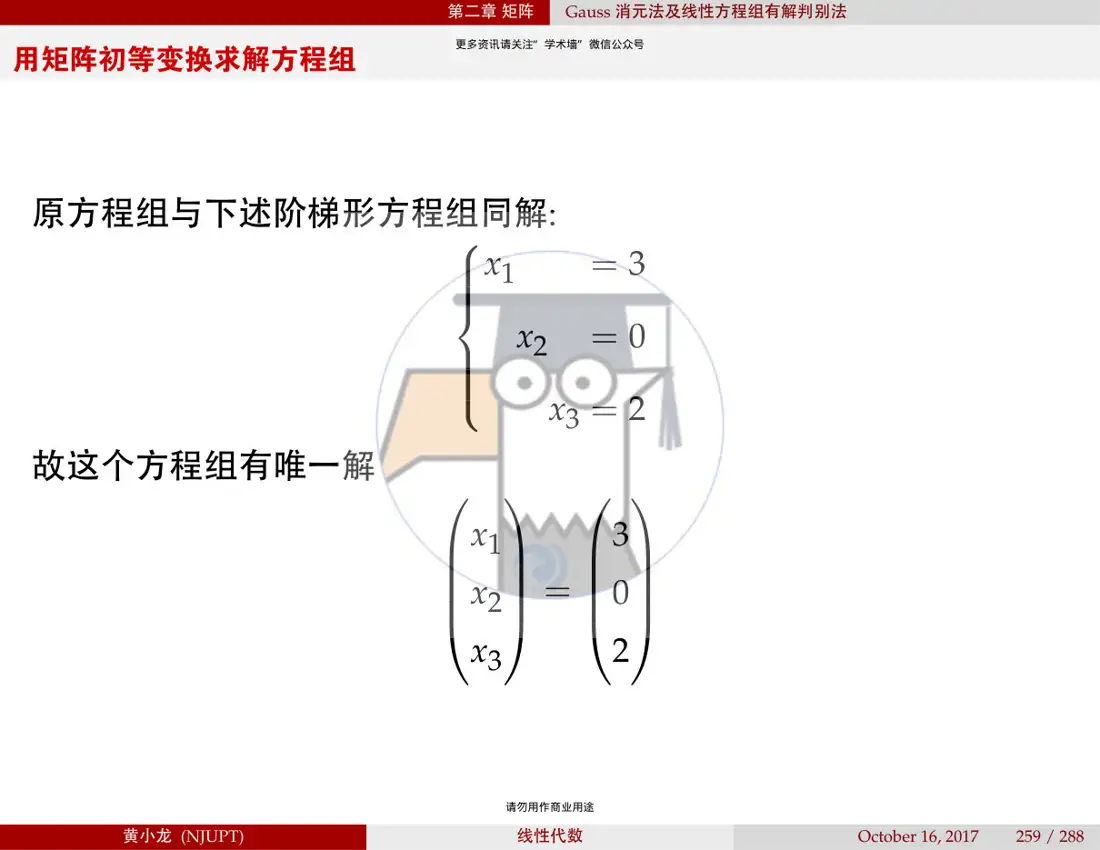 第二章 矩阵 Gauss 消元法及线性方程组有解判别法
更多资讯请关注“学术墙”微信公众号
用矩阵初等变换求解方程组
原方程组与下述阶梯形方程组同解:
x1 = 3
x2 = 0
x3 = 2
故这个方程组有唯一解
(x1 x2 x3) = (3 0 2)
请勿用作商业用途
黄小龙 (NJUPT) 线性代数 October 16, 2017 259 / 288